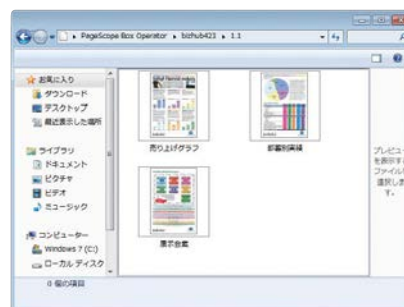 PageScope Box Operator ▸ bizhub423 ▸ 1.1
お気に入り
ダウンロード
デスクトップ
最近表示した場所
ライブラリ
ドキュメント
ピクチャ
ビデオ
ミュージック
コンピューター
Windows 7 (C:)
ローカル ディスク
売り上げグラフ
部署別実績
展示会案
プレビュー
を表示す
ファイル
選択しま
す。
0 個の項目